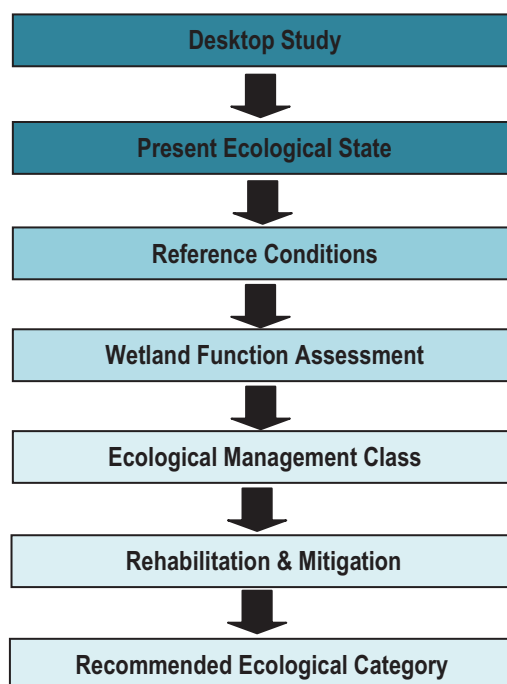 Desktop Study
Present Ecological State
Reference Conditions
Wetland Function Assessment
Ecological Management Class
Rehabilitation & Mitigation
Recommended Ecological Category